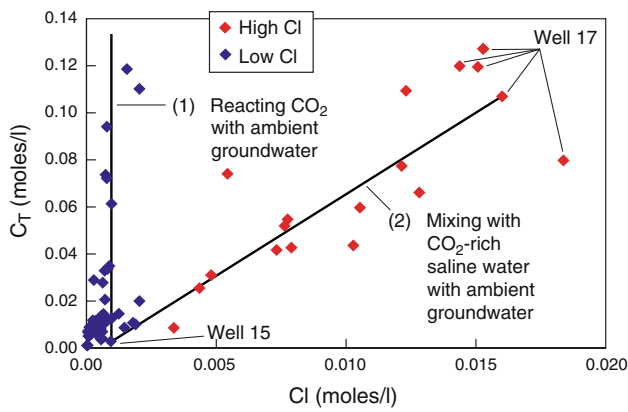 0.14
0.12
0.10
0.08
0.06
0.04
0.02
0.00
C_T (moles/l)
High Cl
Low Cl
Well 17
(1) Reacting CO₂
with ambient
groundwater
(2) Mixing with
CO₂-rich
saline water
with ambient
groundwater
Well 15
0.00 0.005 0.010 0.015 0.020
Cl (moles/l)